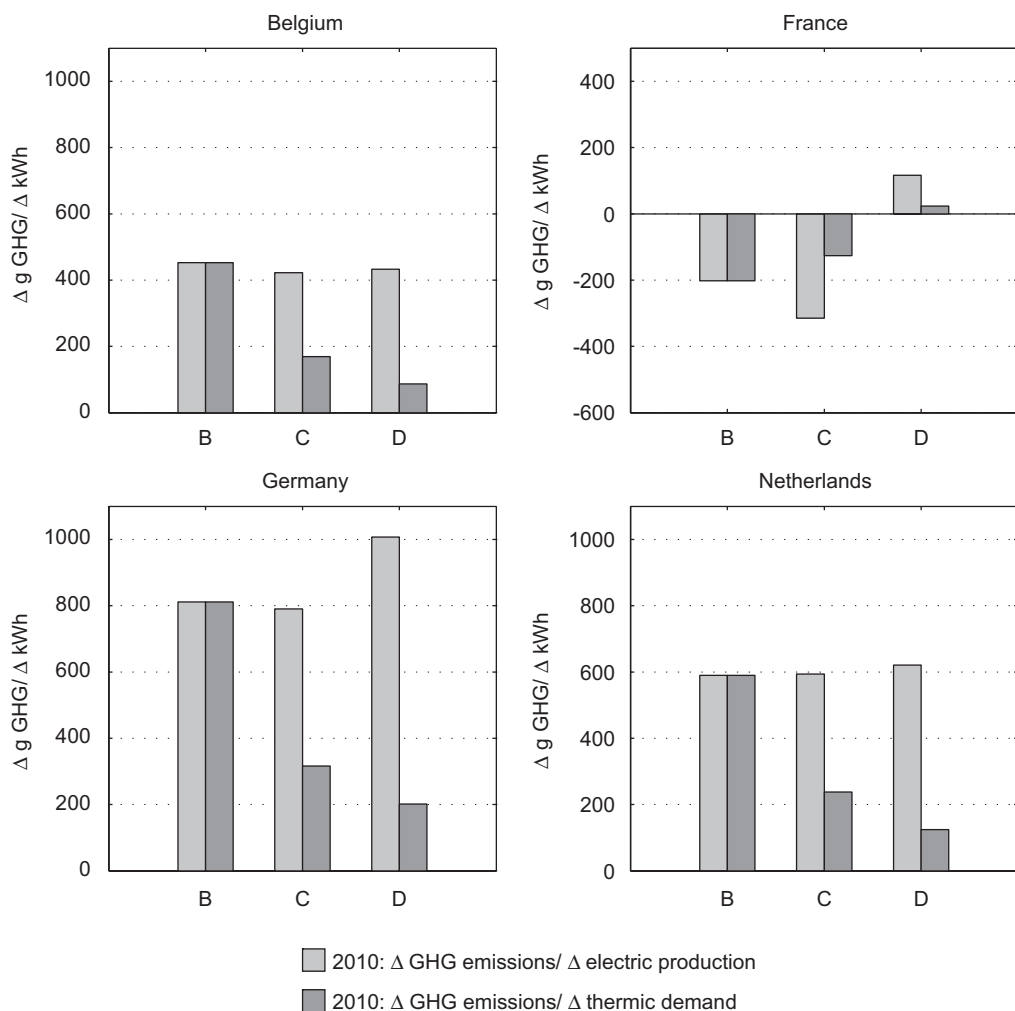 Belgium
1000
800
600
400
200
0
Δ g GHG/ Δ kWh
B C D
France
400
200
0
-200
-400
-600
Δ g GHG/ Δ kWh
B C D
Germany
1000
800
600
400
200
0
Δ g GHG/ Δ kWh
B C D
Netherlands
1000
800
600
400
200
0
Δ g GHG/ Δ kWh
B C D
2010: Δ GHG emissions/ Δ electric production
2010: Δ GHG emissions/ Δ thermic demand